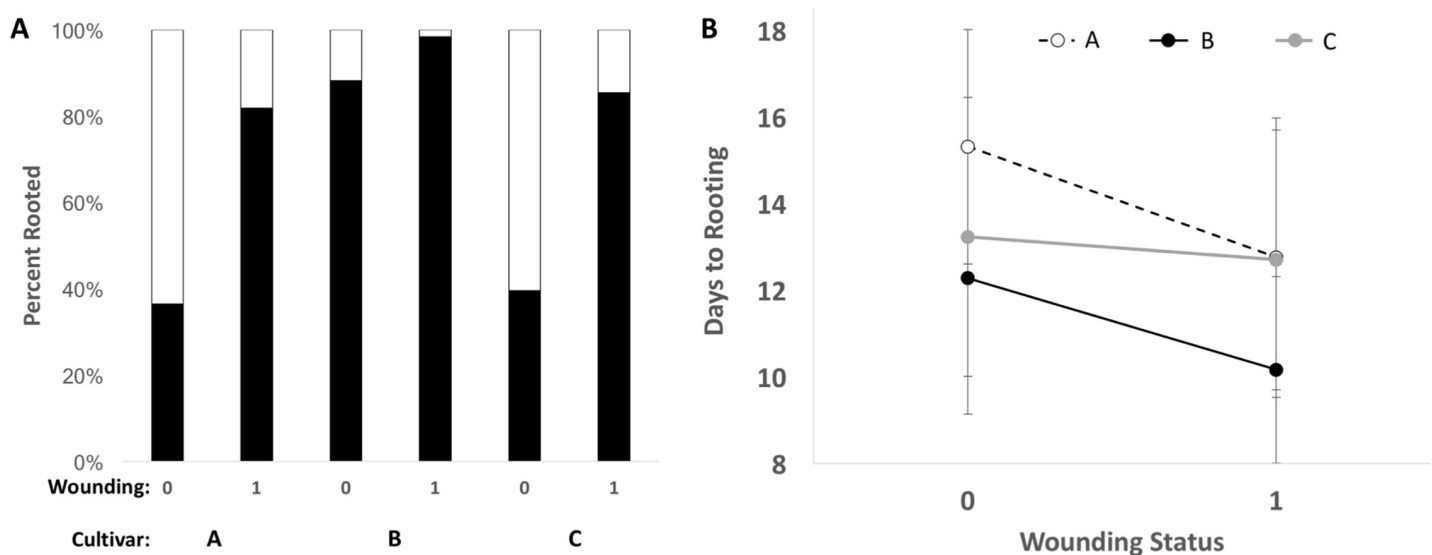 A
100%
80%
60%
40%
20%
0%
Percent Rooted
Wounding: 0 1 0 1 0 1
Cultivar: A B C
B
A B C
18
16
14
12
10
8
Days to Rooting
0 1
Wounding Status